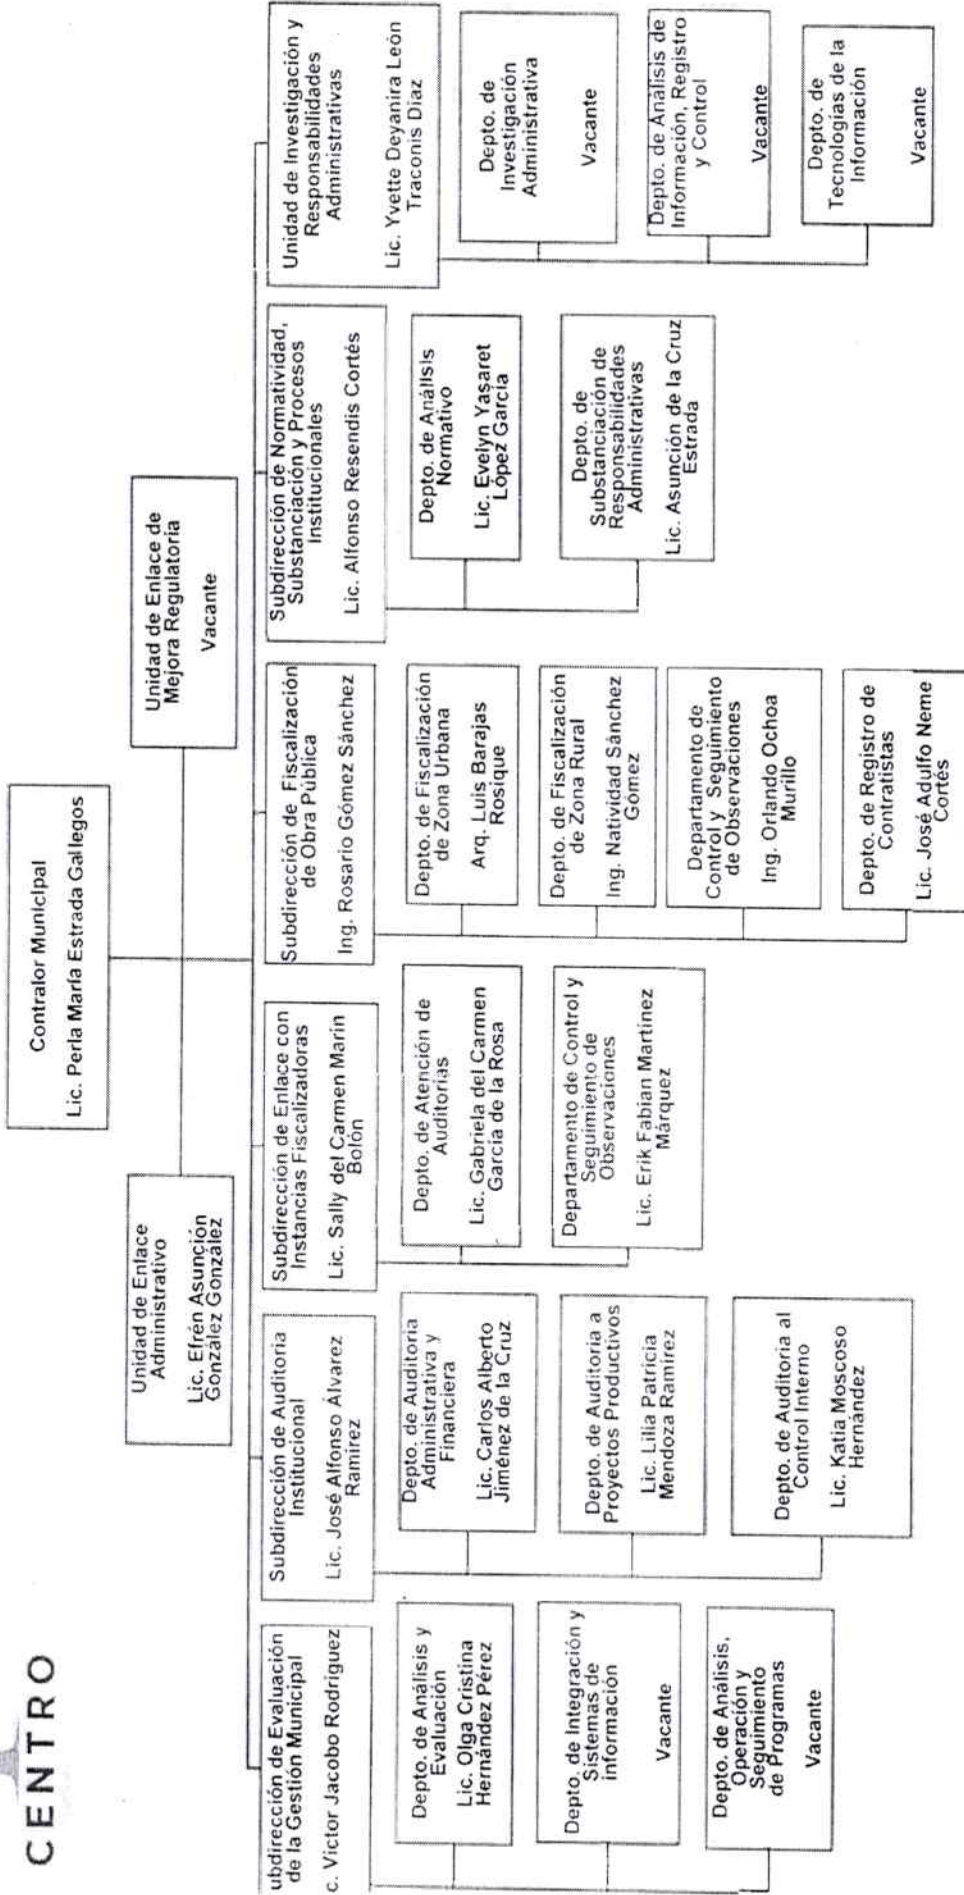 CENTRO
Contralor Municipal
Lic. Perla María Estrada Gallegos
Unidad de Enlace
Administrativo
Lic. Efrén Asunción
González González
Unidad de Enlace de
Mejora Regulatoria
Vacante
ubdirección de Evaluación
de la Gestión Municipal
c. Victor Jacobo Rodríguez
Depto. de Análisis y
Evaluación
Lic. Olga Cristina
Hernández Pérez
Depto. de Integración y
Sistemas de
información
Vacante
Depto. de Análisis,
Operación y
Seguimiento
de Programas
Vacante
Subdirección de Auditoria
Institucional
Lic. José Alfonso Álvarez
Ramírez
Depto. de Auditoria
Administrativa y
Financiera
Lic. Carlos Alberto
Jiménez de la Cruz
Depto. de Auditoria a
Proyectos Productivos
Lic. Lilia Patricia
Mendoza Ramírez
Depto. de Auditoria al
Control Interno
Lic. Katia Moscoso
Hernández
Subdirección de Enlace con
Instancias Fiscalizadoras
Lic. Sally del Carmen Marín
Bolón
Depto. de Atención de
Auditorias
Lic. Gabriela del Carmen
García de la Rosa
Departamento de Control y
Seguimiento de
Observaciones
Lic. Erik Fabian Martínez
Márquez
Subdirección de Fiscalización
de Obra Pública
Ing. Rosario Gómez Sánchez
Depto. de Fiscalización
de Zona Urbana
Arq. Luis Barajas
Rosique
Depto. de Fiscalización
de Zona Rural
Ing. Natividad Sánchez
Gómez
Departamento de
Control y Seguimiento
de Observaciones
Ing. Orlando Ochoa
Murillo
Depto. de Registro de
Contratistas
Lic. José Adulfo Neme
Cortés
Subdirección de Normatividad,
Substanciación y Procesos
Institucionales
Lic. Alfonso Resendis Cortés
Depto. de Análisis
Normativo
Lic. Evelyn Yasaret
López García
Depto. de
Substanciación de
Responsabilidades
Administrativas
Lic. Asunción de la Cruz
Estrada
Unidad de Investigación y
Responsabilidades
Administrativas
Lic. Yvette Deyanira León
Traconis Díaz
Depto. de
Investigación
Administrativa
Vacante
Depto. de Análisis de
Información, Registro
y Control
Vacante
Depto. de
Tecnologías de la
Información
Vacante